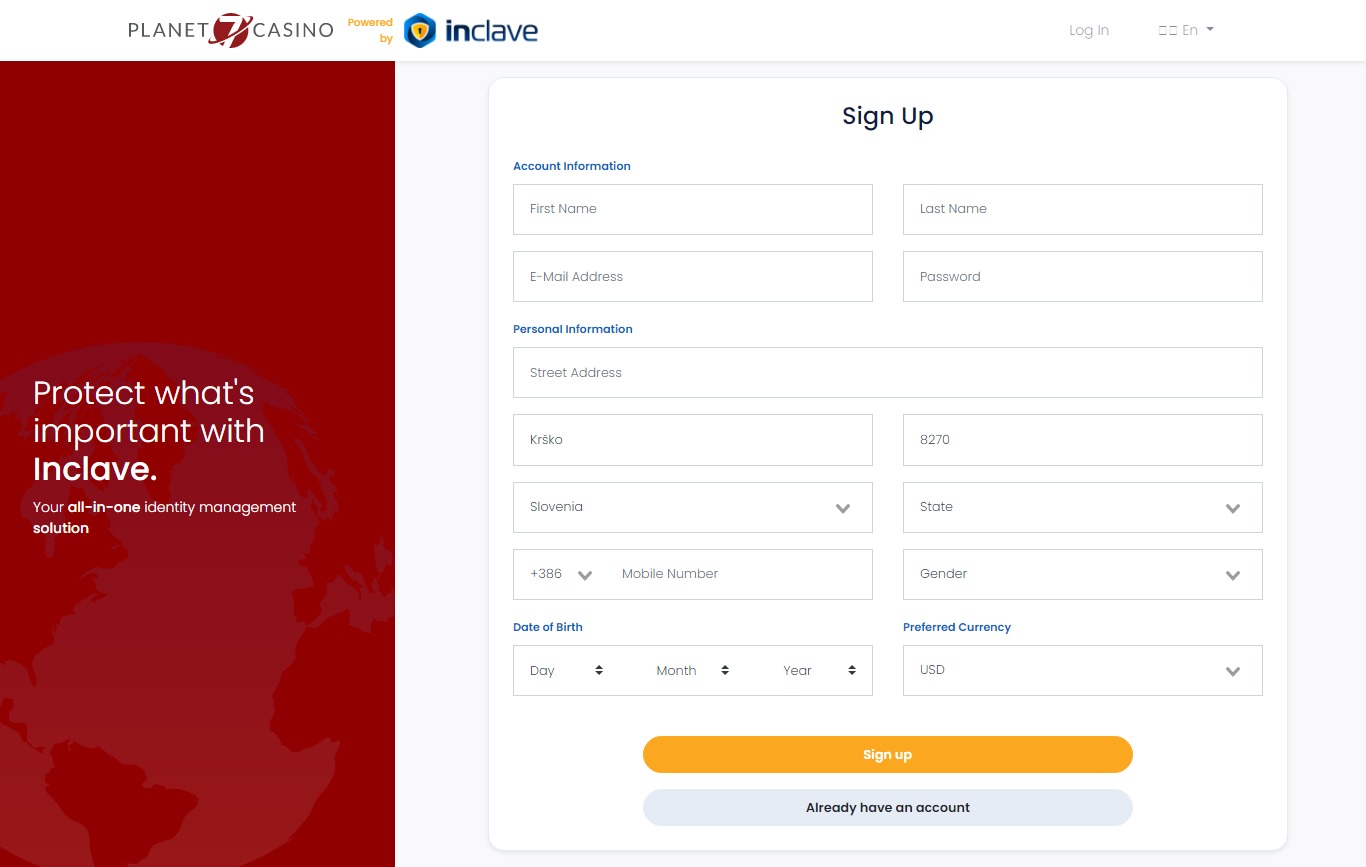 PLANET 7 CASINO
Powered by
inclave
Log In
En
Protect what's
important with
Inclave.
Your all-in-one identity management
solution
Sign Up
Account Information
First Name
Last Name
E-Mail Address
Password
Personal Information
Street Address
Krško
8270
Slovenia
State
+386
Mobile Number
Gender
Date of Birth
Preferred Currency
Day
Month
Year
USD
Sign up
Already have an account